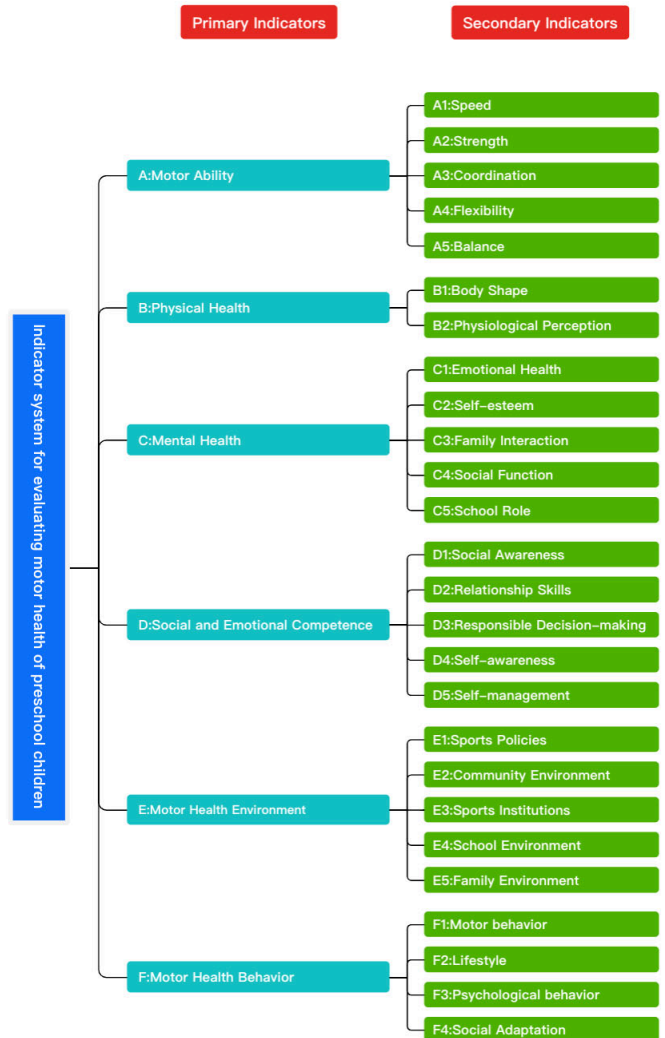 Primary Indicators
Secondary Indicators
Indicator system for evaluating motor health of preschool children
A:Motor Ability
A1:Speed
A2:Strength
A3:Coordination
A4:Flexibility
A5:Balance
B:Physical Health
B1:Body Shape
B2:Physiological Perception
C:Mental Health
C1:Emotional Health
C2:Self-esteem
C3:Family Interaction
C4:Social Function
C5:School Role
D:Social and Emotional Competence
D1:Social Awareness
D2:Relationship Skills
D3:Responsible Decision-making
D4:Self-awareness
D5:Self-management
E:Motor Health Environment
E1:Sports Policies
E2:Community Environment
E3:Sports Institutions
E4:School Environment
E5:Family Environment
F:Motor Health Behavior
F1:Motor behavior
F2:Lifestyle
F3:Psychological behavior
F4:Social Adaptation